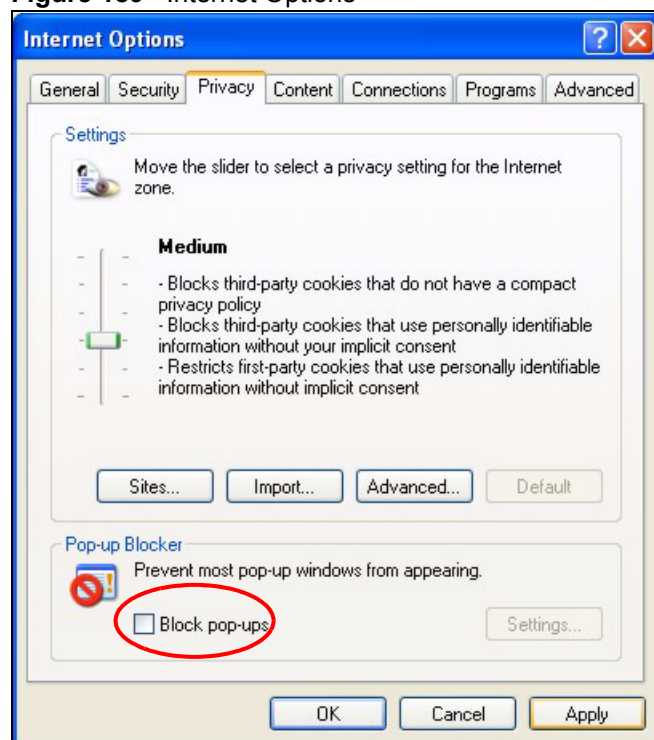 Internet Options
Internet Options
General Security Privacy Content Connections Programs Advanced
Settings
Move the slider to select a privacy setting for the Internet
zone.
Medium
- Blocks third-party cookies that do not have a compact
privacy policy
- Blocks third-party cookies that use personally identifiable
information without your implicit consent
- Restricts first-party cookies that use personally identifiable
information without implicit consent
Sites... Import... Advanced... Default
Pop-up Blocker
Prevent most pop-up windows from appearing.
Block pop-ups
Settings...
OK Cancel Apply